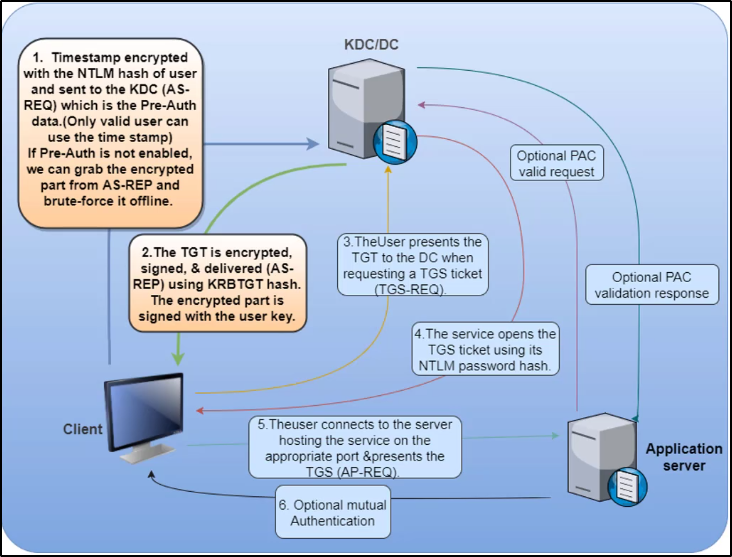 KDC/DC
1. Timestamp encrypted
with the NTLM hash of user
and sent to the KDC (AS-
REQ) which is the Pre-Auth
data.(Only valid user can
use the time stamp)
If Pre-Auth is not enabled,
we can grab the encrypted
part from AS-REP and
brute-force it offline.
Optional PAC
valid request
2.The TGT is encrypted,
signed, & delivered (AS-
REP) using KRBTGT hash.
The encrypted part is
signed with the user key.
3.TheUser presents the
TGT to the DC when
requesting a TGS ticket
(TGS-REQ).
Optional PAC
validation response
4.The service opens the
TGS ticket using its
NTLM password hash.
Client
5.Theuser connects to the server
hosting the service on the
appropriate port &presents the
TGS (AP-REQ).
Application
server
6. Optional mutual
Authentication